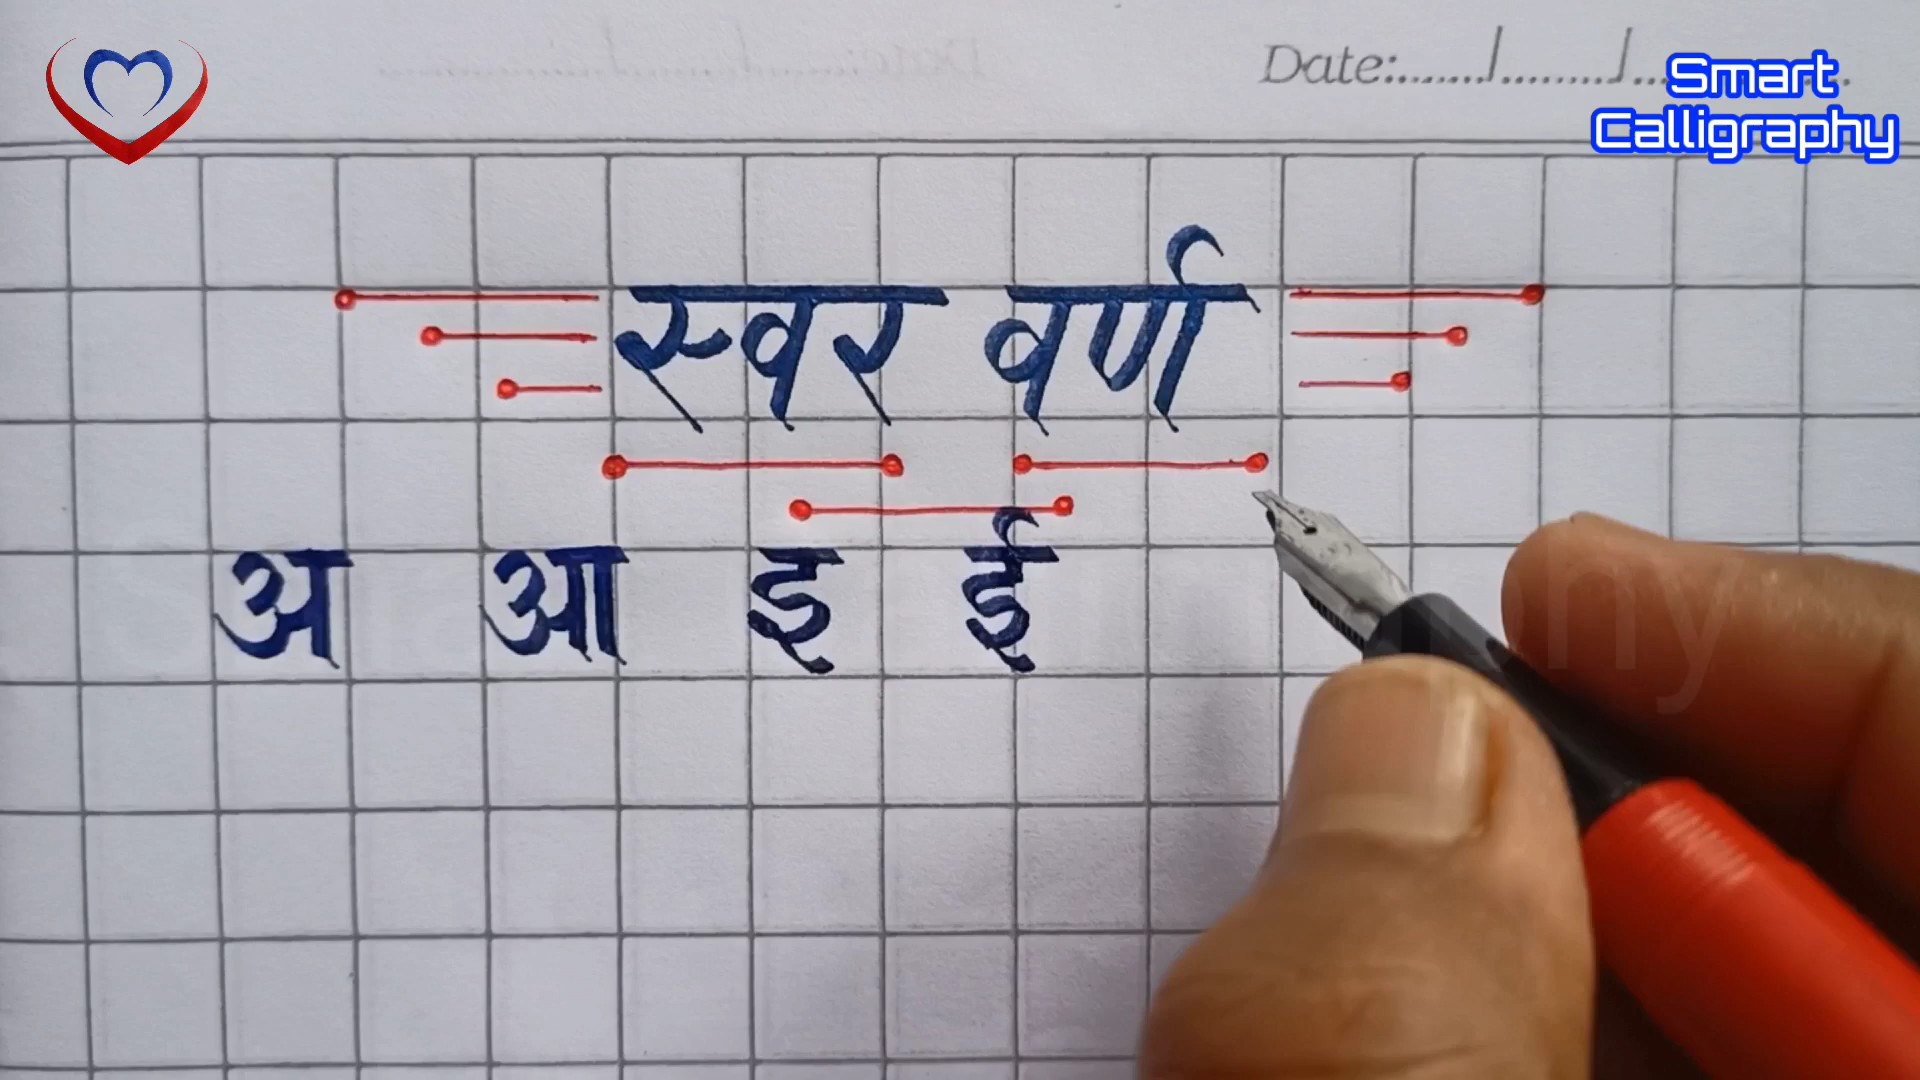 Date:......./......../...........
Smart
Calligraphy
स्वर वर्ण
अ आ इ ई